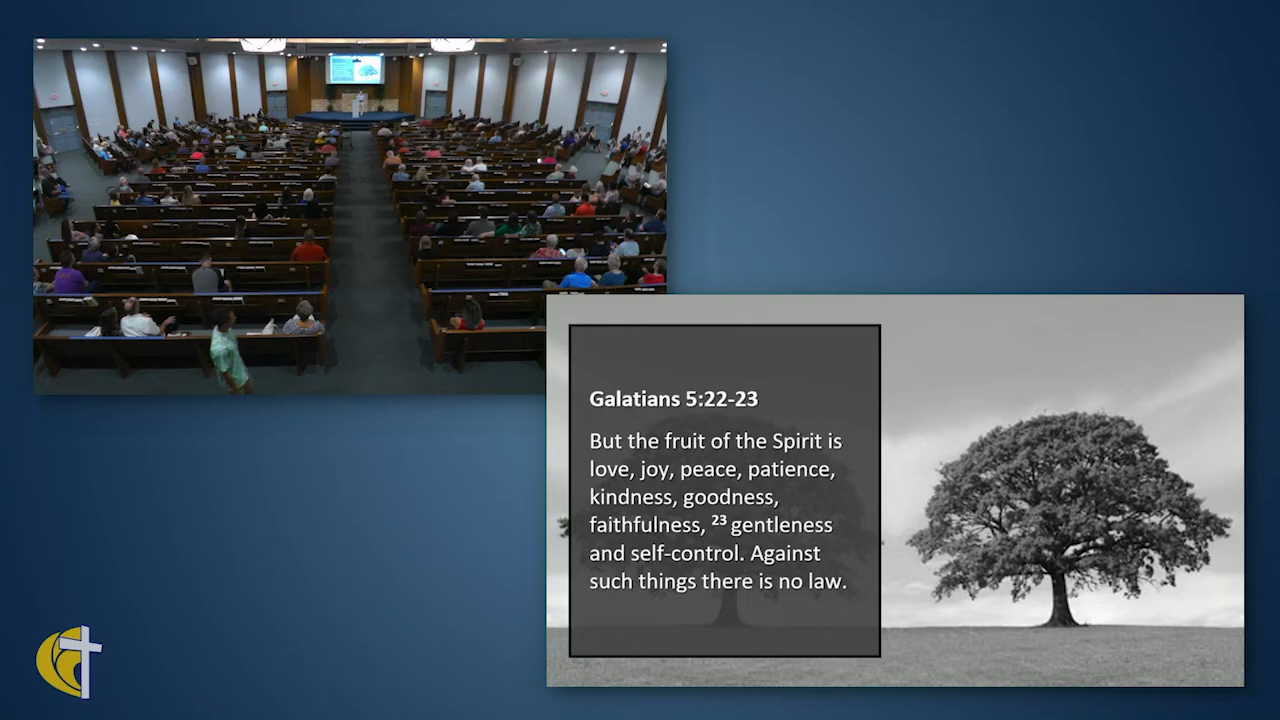 Galatians 5:22-23
But the fruit of the Spirit is
love, joy, peace, patience,
kindness, goodness,
faithfulness, 23 gentleness
and self-control. Against
such things there is no law.